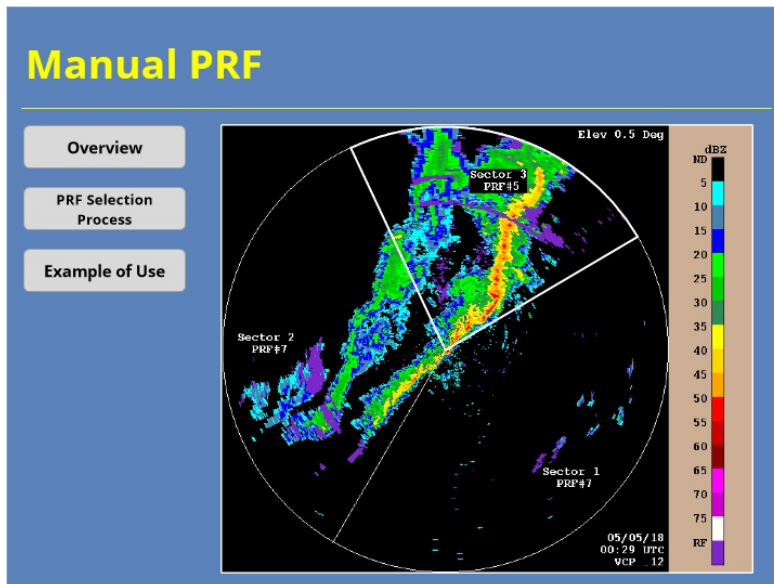 Manual PRF
Overview
PRF Selection
Process
Example of Use
Elev 0.5 Deg
Sector 3
PRF#5
Sector 2
PRF#7
Sector 1
PRF#7
05/05/18
00:29 UTC
VCP 12
dBZ
ND
5
10
15
20
25
30
35
40
45
50
55
60
65
70
75
RF